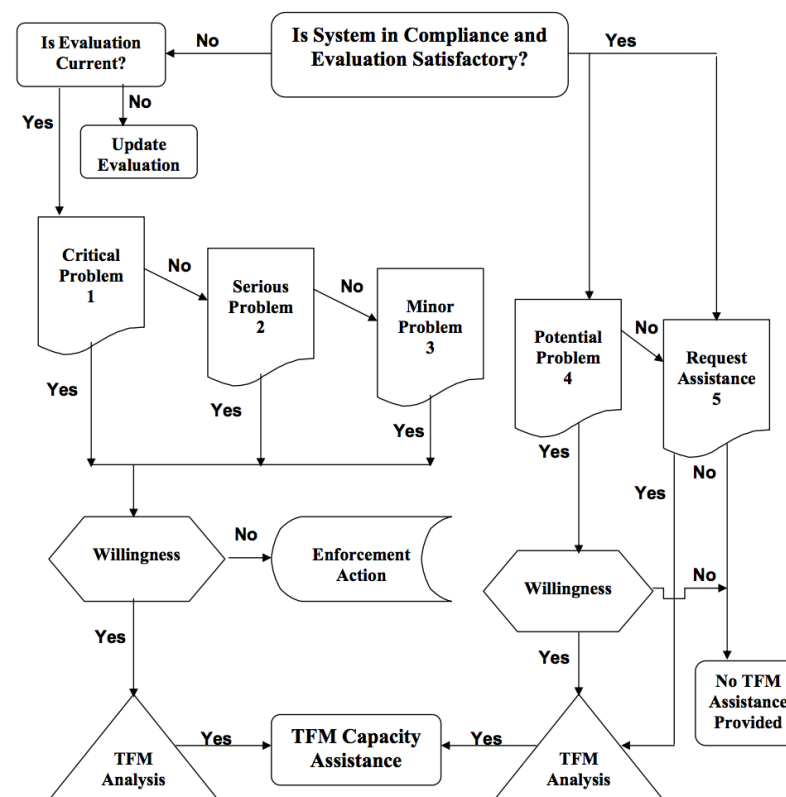 Is System in Compliance and
Evaluation Satisfactory?
No
Yes
Is Evaluation
Current?
No
Yes
Update
Evaluation
Critical
Problem
1
No
Serious
Problem
2
No
Minor
Problem
3
Potential
Problem
4
No
Request
Assistance
5
Yes
Yes
Yes
Yes
Yes
No
Willingness
No
Enforcement
Action
Willingness
No
Yes
Yes
No TFM
Assistance
Provided
TFM
Analysis
Yes
TFM Capacity
Assistance
Yes
TFM
Analysis